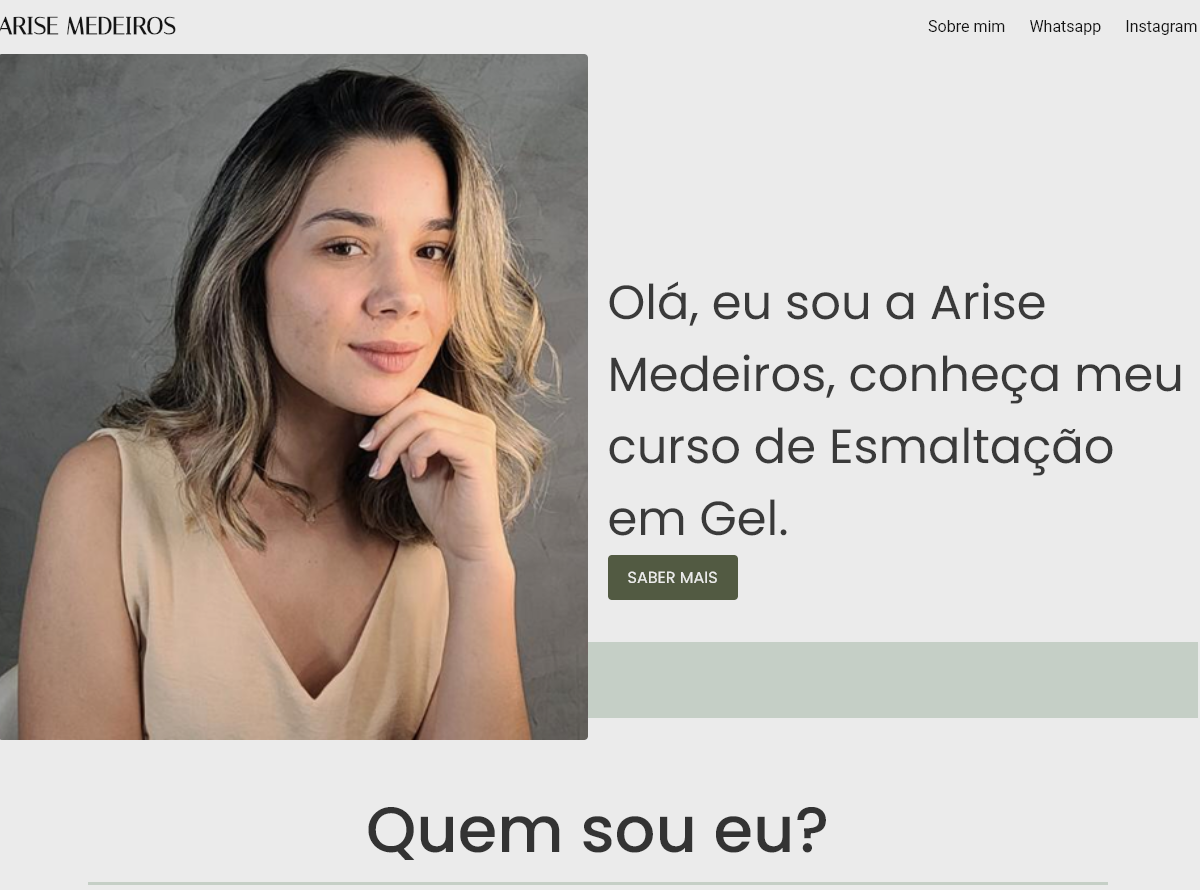 ARISE MEDEIROS
Sobre mim Whatsapp Instagram
Olá, eu sou a Arise
Medeiros, conheça meu
curso de Esmaltação
em Gel.
SABER MAIS
Quem sou eu?